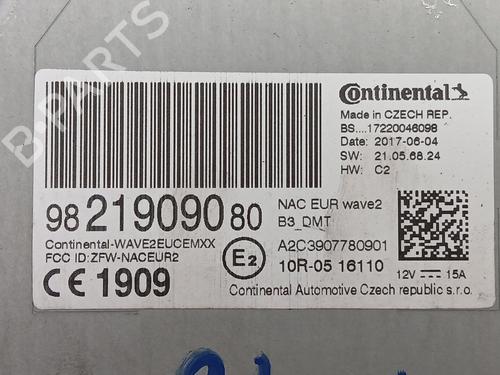 B-PARTS
Continental
Made in CZECH REP.
BS....17220046098
Date: 2017-06-04
SW: 21.05.68.24
HW: C2
98 219090 80
NAC EUR wave2
B3_DMT
Continental-WAVE2EUCEMXX
FCC ID:ZFW-NACEUR2
E2
A2C3907780901
10R-05 16110
12V 15A
CE 1909
Continental Automotive Czech republic s.r.o.